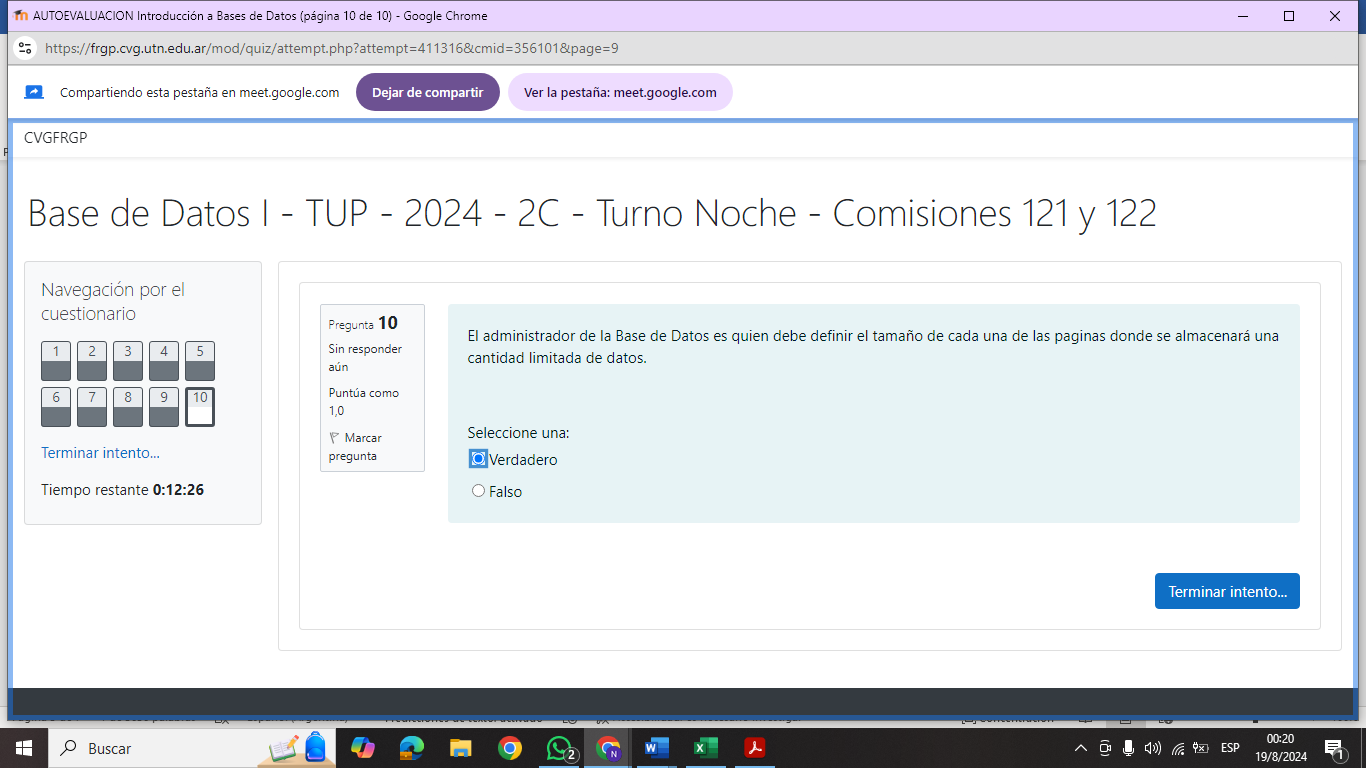 AUTOEVALUACION Introducción a Bases de Datos (página 10 de 10) - Google Chrome
https://frgp.cvg.utn.edu.ar/mod/quiz/attempt.php?attempt=411316&cmid=356101&page=9
Compartiendo esta pestaña en meet.google.com
Dejar de compartir
Ver la pestaña: meet.google.com
CVGFRGP
Base de Datos I - TUP - 2024 - 2C - Turno Noche - Comisiones 121 y 122
Navegación por el
cuestionario
1 2 3 4 5
6 7 8 9 10
Terminar intento...
Tiempo restante 0:12:26
Pregunta 10
Sin responder
aún
Puntúa como
1,0
Marcar
pregunta
El administrador de la Base de Datos es quien debe definir el tamaño de cada una de las paginas donde se almacenará una
cantidad limitada de datos.
Seleccione una:
Verdadero
Falso
Terminar intento...
Buscar
2
N
ESP
00:20
19/8/2024
1